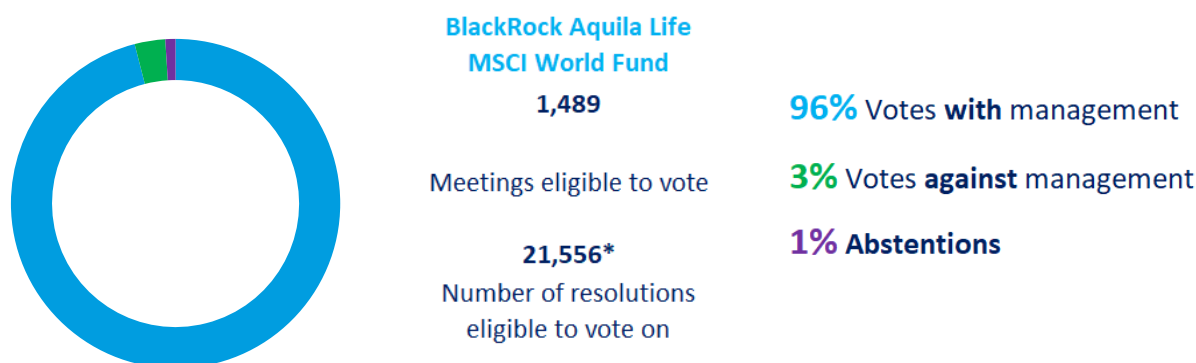 BlackRock Aquila Life
MSCI World Fund
1,489
Meetings eligible to vote
21,556*
Number of resolutions
eligible to vote on
96% Votes with management
3% Votes against management
1% Abstentions